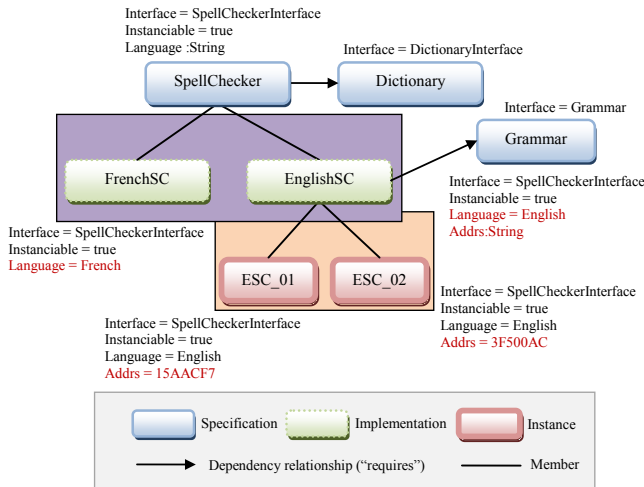 Interface = SpellCheckerInterface
Instanciable = true
Language :String
Interface = DictionaryInterface
SpellChecker
Dictionary
Interface = Grammar
Grammar
FrenchSC
EnglishSC
Interface = SpellCheckerInterface
Instanciable = true
Language = English
Addrs:String
Interface = SpellCheckerInterface
Instanciable = true
Language = French
ESC_01
ESC_02
Interface = SpellCheckerInterface
Instanciable = true
Language = English
Addrs = 3F500AC
Interface = SpellCheckerInterface
Instanciable = true
Language = English
Addrs = 15AACF7
Specification
Implementation
Instance
Dependency relationship (“requires”)
Member